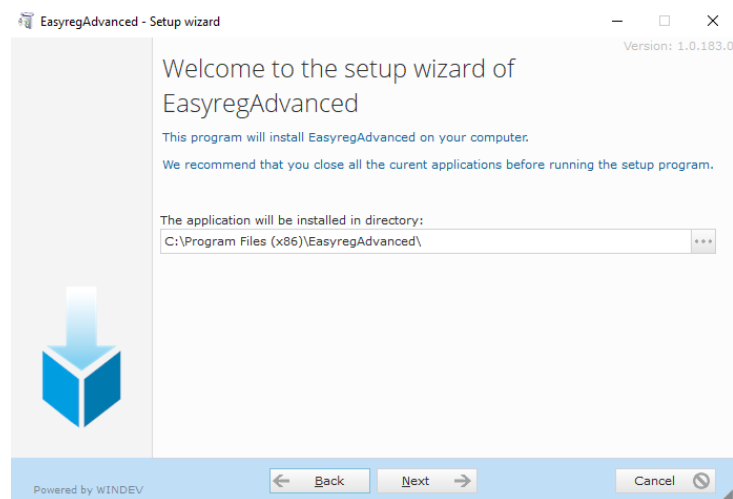 EasyregAdvanced - Setup wizard
Version: 1.0.183.0
Welcome to the setup wizard of
EasyregAdvanced
This program will install EasyregAdvanced on your computer.
We recommend that you close all the curent applications before running the setup program.
The application will be installed in directory:
C:\Program Files (x86)\EasyregAdvanced\
Powered by WINDEV
Back
Next
Cancel